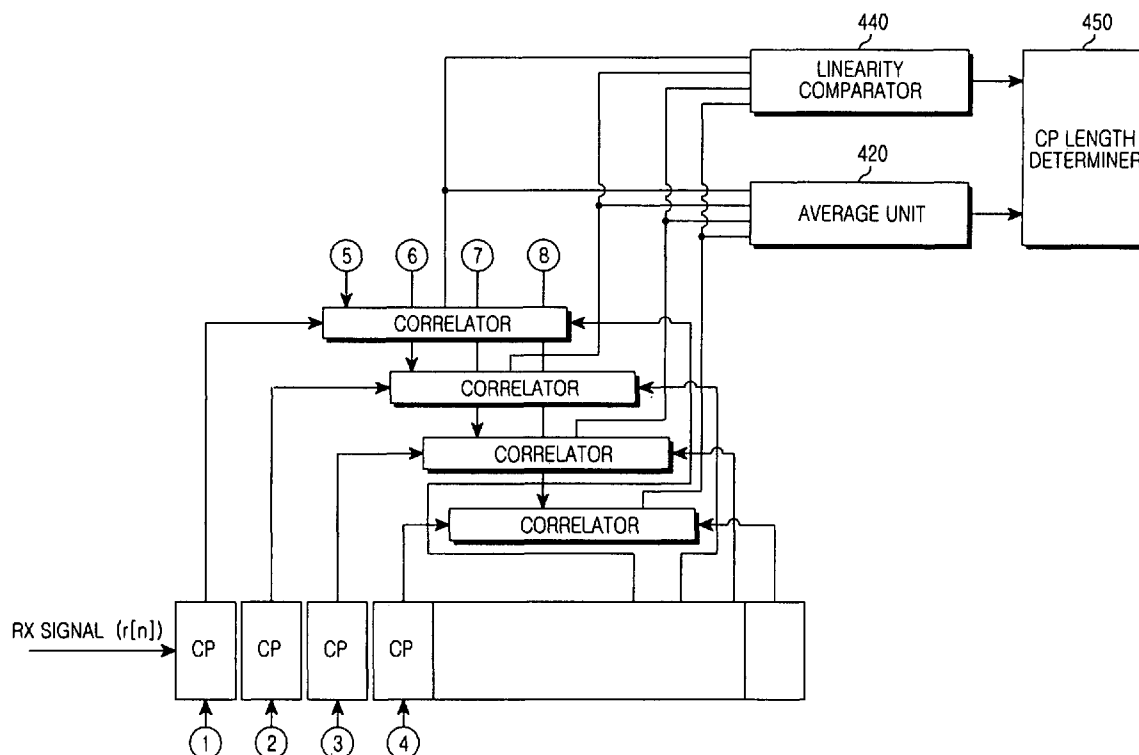 440
450
LINEARITY
COMPARATOR
CP LENGTH
DETERMINER
420
AVERAGE UNIT
5
6
7
8
CORRELATOR
CORRELATOR
CORRELATOR
CORRELATOR
RX SIGNAL (r[n])
CP
CP
CP
CP
1
2
3
4